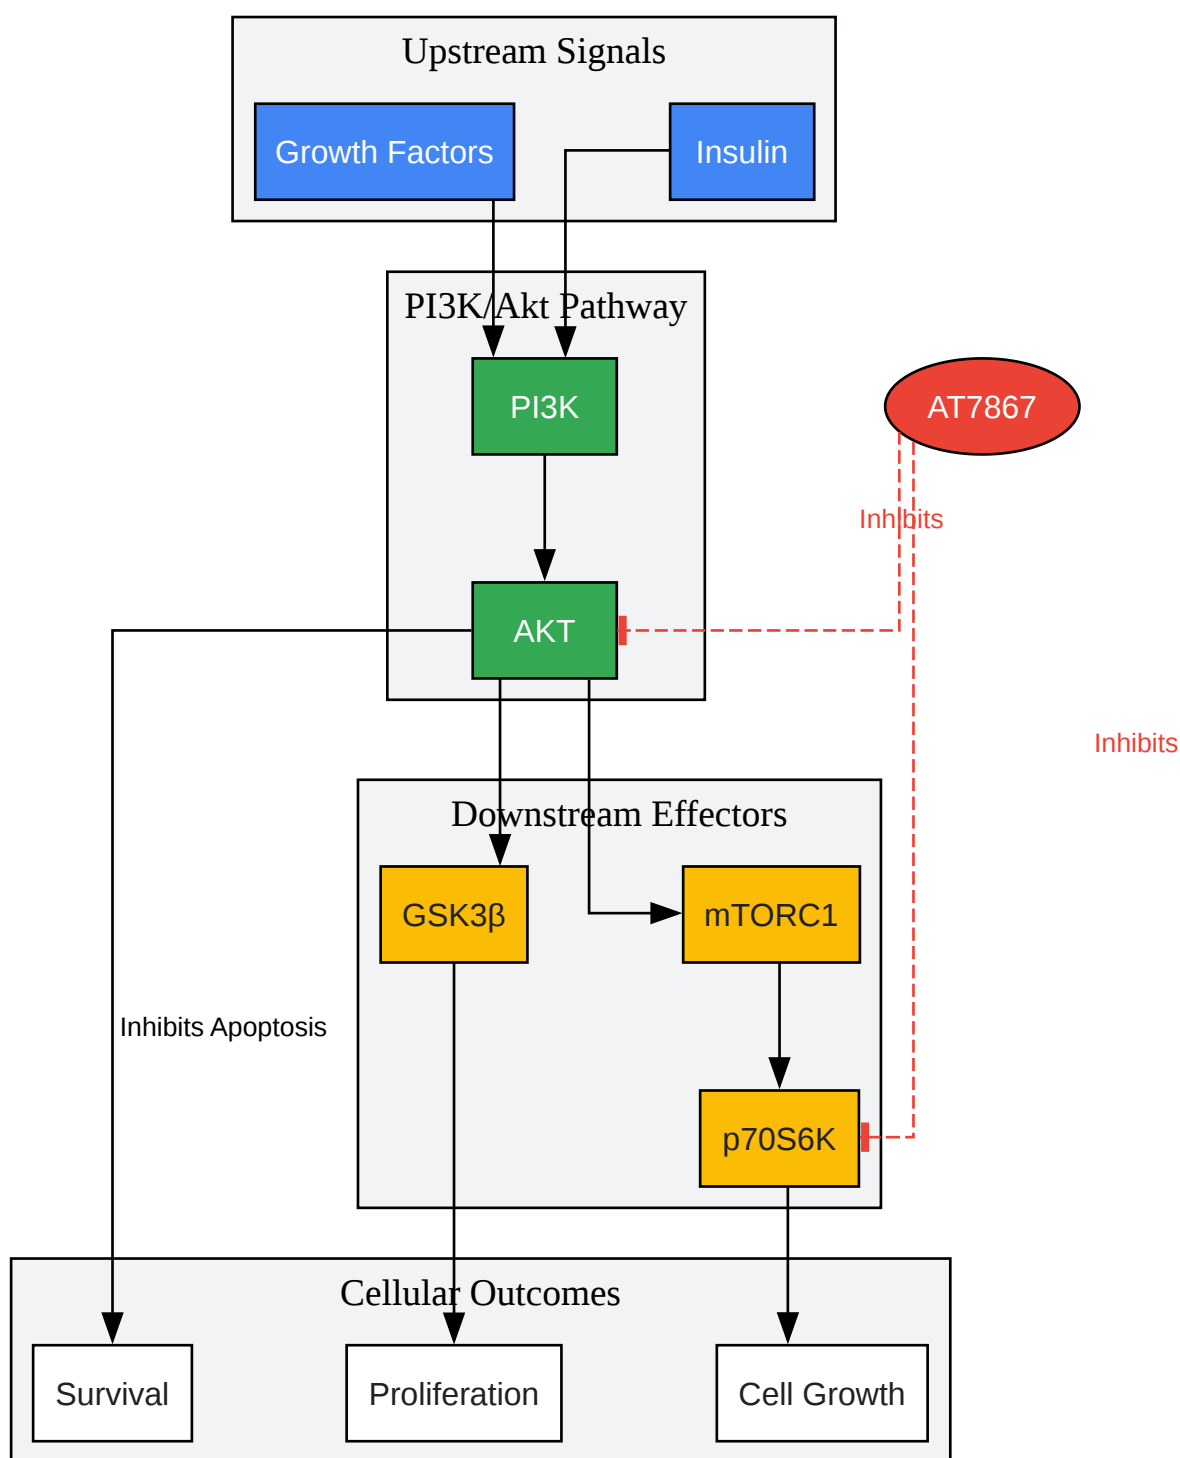 Upstream Signals
Growth Factors
Insulin
PI3K/Akt Pathway
PI3K
AT7867
Inhibits
AKT
Inhibits
Downstream Effectors
GSK3β
mTORC1
Inhibits Apoptosis
p70S6K
Cellular Outcomes
Survival
Proliferation
Cell Growth